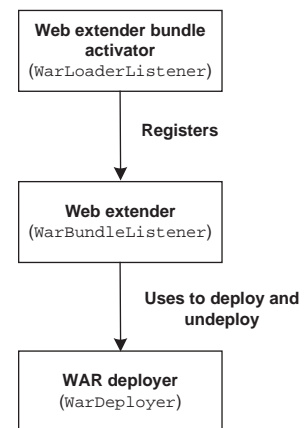 Web extender bundle
activator
(WarLoaderListener)
Registers
Web extender
(WarBundleListener)
Uses to deploy and
undeploy
WAR deployer
(WarDeployer)